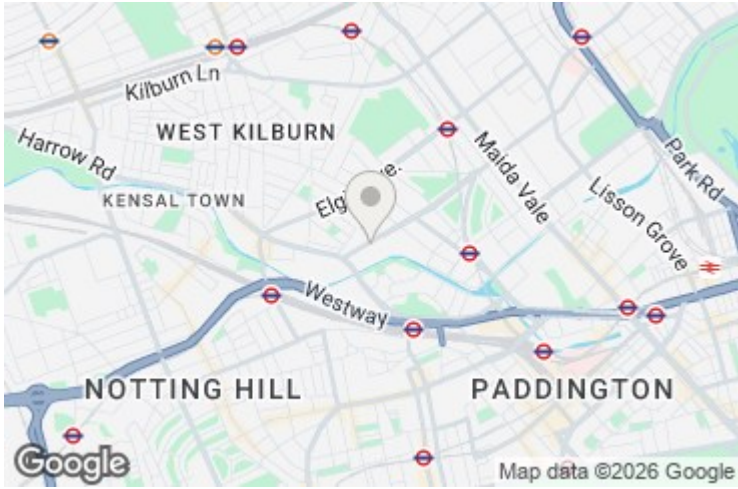 Kilburn Ln
WEST KILBURN
Harrow Rd
Maida Vale
Park Rd
KENSAL TOWN
Lisson Grove
Westway
NOTTING HILL
PADDINGTON
Google
Map data ©2026 Google